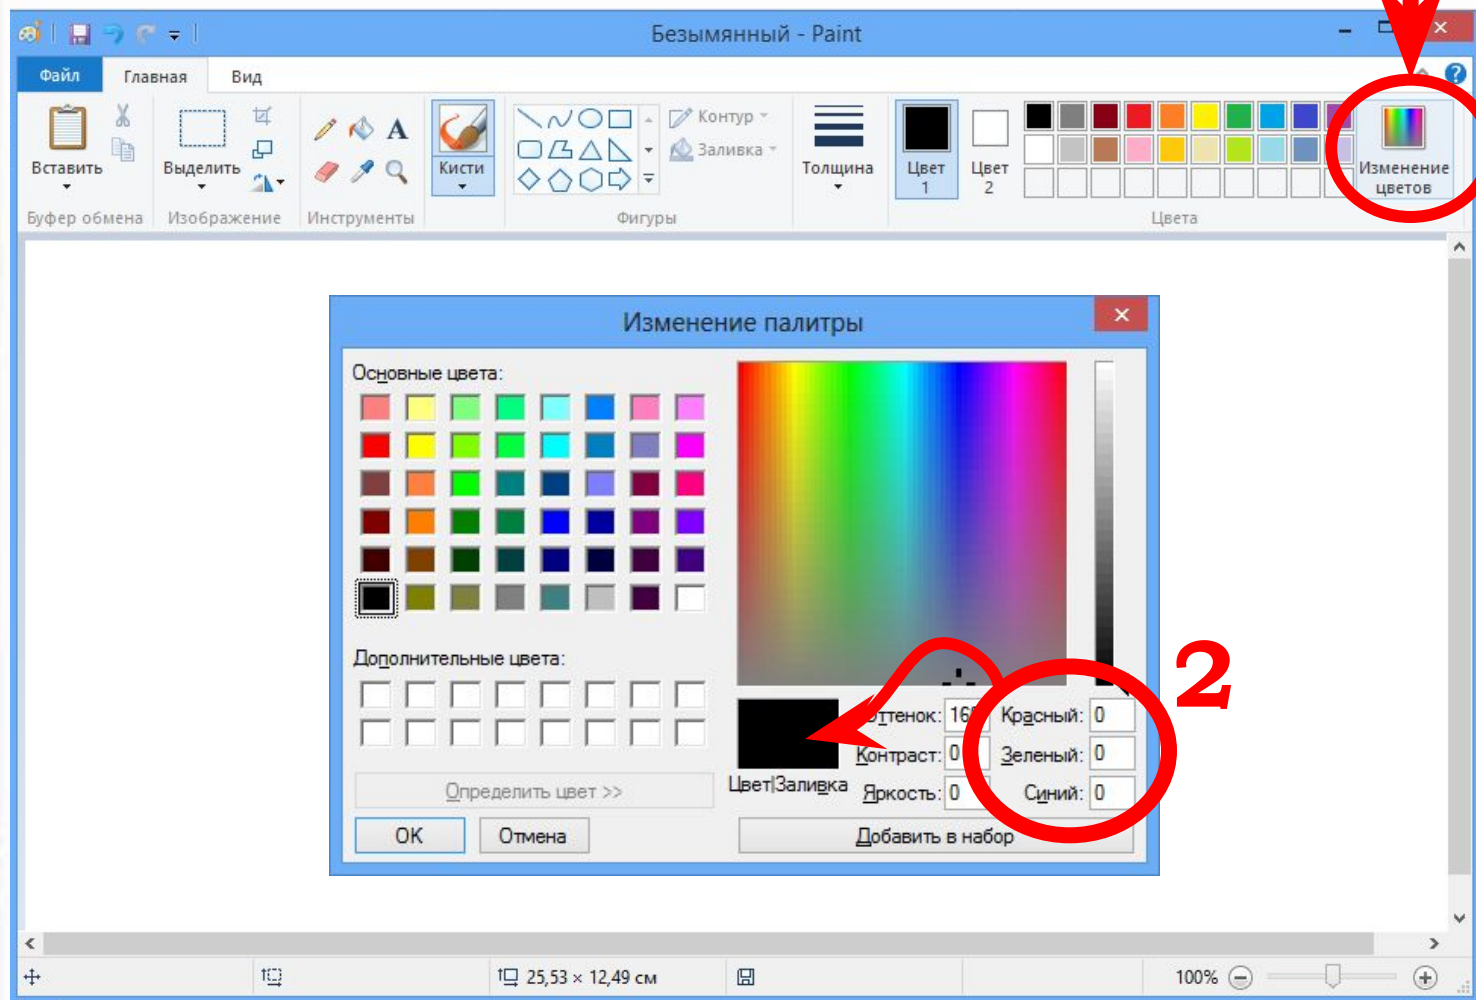 Безымянный - Paint
Файл Главная Вид
A
Контур
Заливка
Вставить Выделить Кисти Толщина Цвет 1 Цвет 2 Изменение цветов
Буфер обмена Изображение Инструменты Фигуры Цвета
Изменение палитры
Основные цвета:
Дополнительные цвета:
2
Оттенок: Красный: 0
Контраст: 0 Зеленый: 0
Цвет|Заливка Яркость: 0 Синий: 0
Определить цвет >>
OK Отмена Добавить в набор
25,53 × 12,49 см 100%